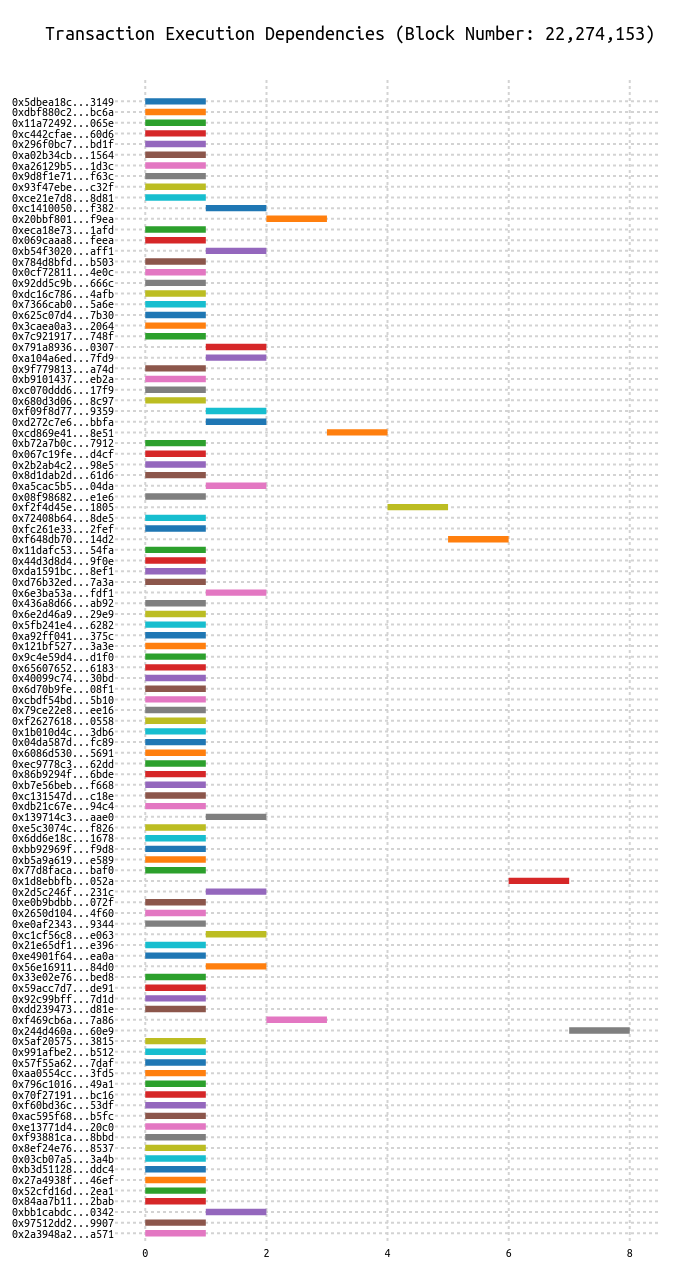 Transaction Execution Dependencies (Block Number: 22,274,153)
0x5dbea18c...3149
0xdbf880c2...bc6a
0x11a72492...065e
0xc442cfae...60d6
0x296f0bc7...bd1f
0xa02b34cb...1564
0xa26129b5...1d3c
0x9d8f1e71...f63c
0x93f47ebe...c32f
0xce21e7d8...8d81
0xc1410050...f382
0x20bbf801...f9ea
0xeca18e73...1afd
0x069caaa8...feea
0xb54f3020...aff1
0x784d8bfd...b503
0x0cf72811...4e0c
0x92dd5c9b...666c
0xdc16c786...4afb
0x7366cab0...5a6e
0x625c07d4...7b30
0x3caea0a3...2064
0x7c921917...748f
0x791a8936...0307
0xa104a6ed...7fd9
0x9f779813...a74d
0xb9101437...eb2a
0xc070ddd6...17f9
0x680d3d06...8c97
0xf09f8d77...9359
0xd272c7e6...bbfa
0xcd869e41...8e51
0xb72a7b0c...7912
0x067c19fe...d4cf
0x2b2ab4c2...98e5
0x8d1dab2d...61d6
0xa5cac5b5...04da
0x08f98682...e1e6
0xf2f4d45e...1805
0x72408b64...8de5
0xfc261e33...2fef
0xf648db70...14d2
0x11dafc53...54fa
0x44d3d8d4...9f0e
0xda1591bc...8ef1
0xd76b32ed...7a3a
0x6e3ba53a...fdf1
0x436a8d66...ab92
0x6e2d46a9...29e9
0x5fb241e4...6282
0xa92ff041...375c
0x121bf527...3a3e
0x9c4e59d4...d1f0
0x65607652...6183
0x40099c74...30bd
0x6d70b9fe...08f1
0xcbdf54bd...5b10
0x79ce22e8...ee16
0xf2627618...0558
0x1b010d4c...3db6
0x04da587d...fc89
0x6086d530...5691
0xec9778c3...62dd
0x86b9294f...6bde
0xb7e56beb...f668
0xc131547d...c18e
0xdb21c67e...94c4
0x139714c3...aae0
0xe5c3074c...f826
0x6dd6e18c...1678
0xbb92969f...f9d8
0xb5a9a619...e589
0x77d8faca...baf0
0x1d8ebbfb...052a
0x2d5c246f...231c
0xe0b9bdbb...072f
0x2650d104...4f60
0xe0af2343...9344
0xc1cf56c8...e063
0x21e65df1...e396
0xe4901f64...ea0a
0x56e16911...84d0
0x33e02e76...bed8
0x59acc7d7...de91
0x92c99bff...7d1d
0xdd239473...d81e
0xf469cb6a...7a86
0x244d460a...60e9
0x5af20575...3815
0x991afbe2...b512
0x57f55a62...7daf
0xaa0554cc...3fd5
0x796c1016...49a1
0x70f27191...bc16
0xf60bd36c...53df
0xac595f68...b5fc
0xe13771d4...20c0
0xf93881ca...8bbd
0x8ef24e76...8537
0x03cb07a5...3a4b
0xb3d51128...ddc4
0x27a4938f...46ef
0x52cfd16d...2ea1
0x84aa7b11...2bab
0xbb1cabdc...0342
0x97512dd2...9907
0x2a3948a2...a571
0 2 4 6 8